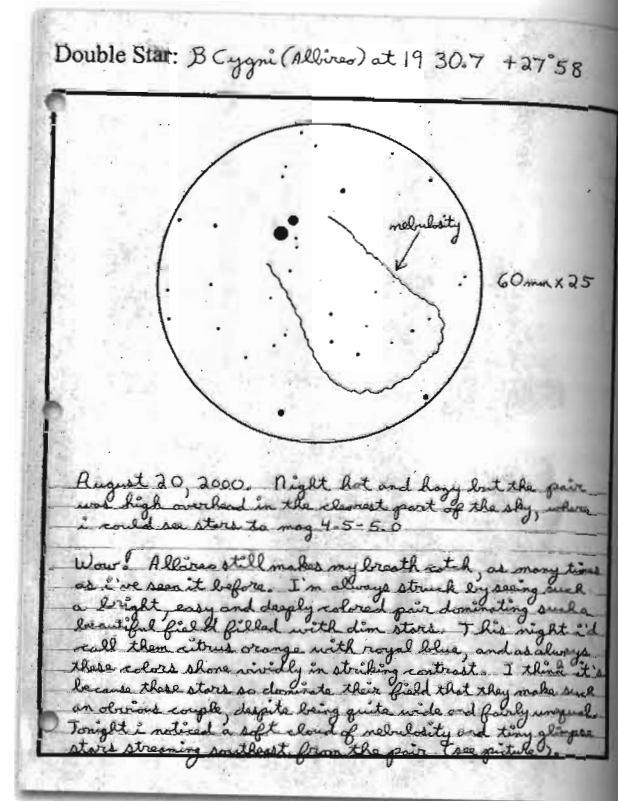 Double Star: B Cygni (Albireo) at 19 30.7 +27°58
nebulosity
60mm x 25
August 20, 2000. Night hot and hazy but the pair
was high overhead in the clearest part of the sky, where
i could see stars to mag 4.5-5.0
Wow! Albireo still makes my breath catch, as many times
as i've seen it before. I'm always struck by seeing such
a bright, easy and deeply colored pair dominating such a
beautiful field filled with dim stars. This night i'd
call them citrus orange with royal blue, and as always
these colors shone vividly in striking contrast. I think it's
because these stars so dominate their field that they make such
an obvious couple, despite being quite wide and fairly unequal.
Tonight i noticed a soft cloud of nebulosity and tiny glimpse
stars streaming southeast from the pair (see picture).